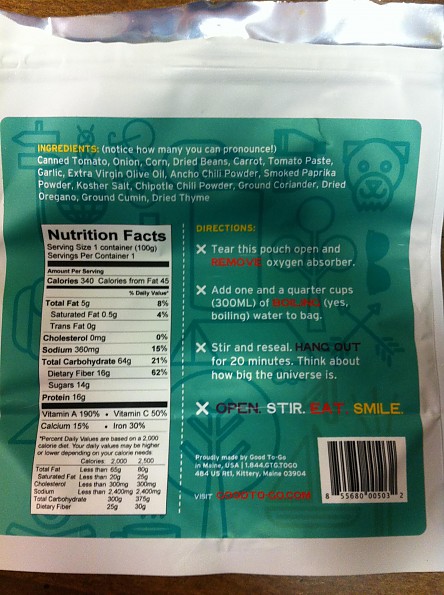 INGREDIENTS: (notice how many you can pronounce!)
Canned Tomato, Onion, Corn, Dried Beans, Carrot, Tomato Paste,
Garlic, Extra Virgin Olive Oil, Ancho Chili Powder, Smoked Paprika
Powder, Kosher Salt, Chipotle Chili Powder, Ground Coriander, Dried
Oregano, Ground Cumin, Dried Thyme
Nutrition Facts
Serving Size 1 container (100g)
Servings Per Container 1
Amount Per Serving
Calories 340 Calories from Fat 45
% Daily Value*
Total Fat 5g 8%
Saturated Fat 0.5g 4%
Trans Fat 0g
Cholesterol 0mg 0%
Sodium 360mg 15%
Total Carbohydrate 64g 21%
Dietary Fiber 16g 62%
Sugars 14g
Protein 16g
Vitamin A 190% • Vitamin C 50%
Calcium 15% • Iron 30%
*Percent Daily Values are based on a 2,000
calorie diet. Your daily values may be higher
or lower depending on your calorie needs
Calories: 2,000 2,500
Total Fat Less than 65g 80g
Saturated Fat Less than 20g 25g
Cholesterol Less than 300mg 300mg
Sodium Less than 2,400mg 2,400mg
Total Carbohydrate 300g 375g
Dietary Fiber 25g 30g
DIRECTIONS:
Tear this pouch open and
REMOVE oxygen absorber.
Add one and a quarter cups
(300ML) of BOILING (yes,
boiling) water to bag.
Stir and reseal. HANG OUT
for 20 minutes. Think about
how big the universe is.
OPEN. STIR. EAT. SMILE.
Proudly made by Good To-Go
in Maine, USA | 1.844.GTG.TOGO
484 US Rt1, Kittery, Maine 03904
VISIT GOODTO-GO.COM
8 55680 00503 2